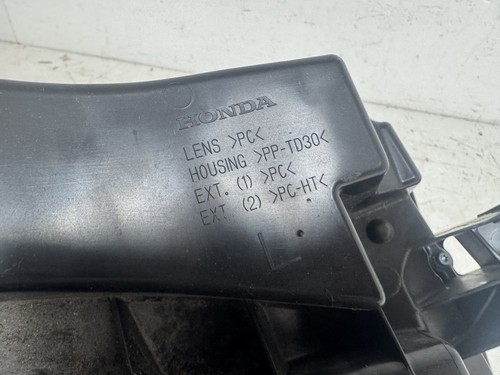 HONDA
LENS >PC<
HOUSING >PP-TD30<
EXT. (1) >PC<
EXT. (2) >PC-HT<